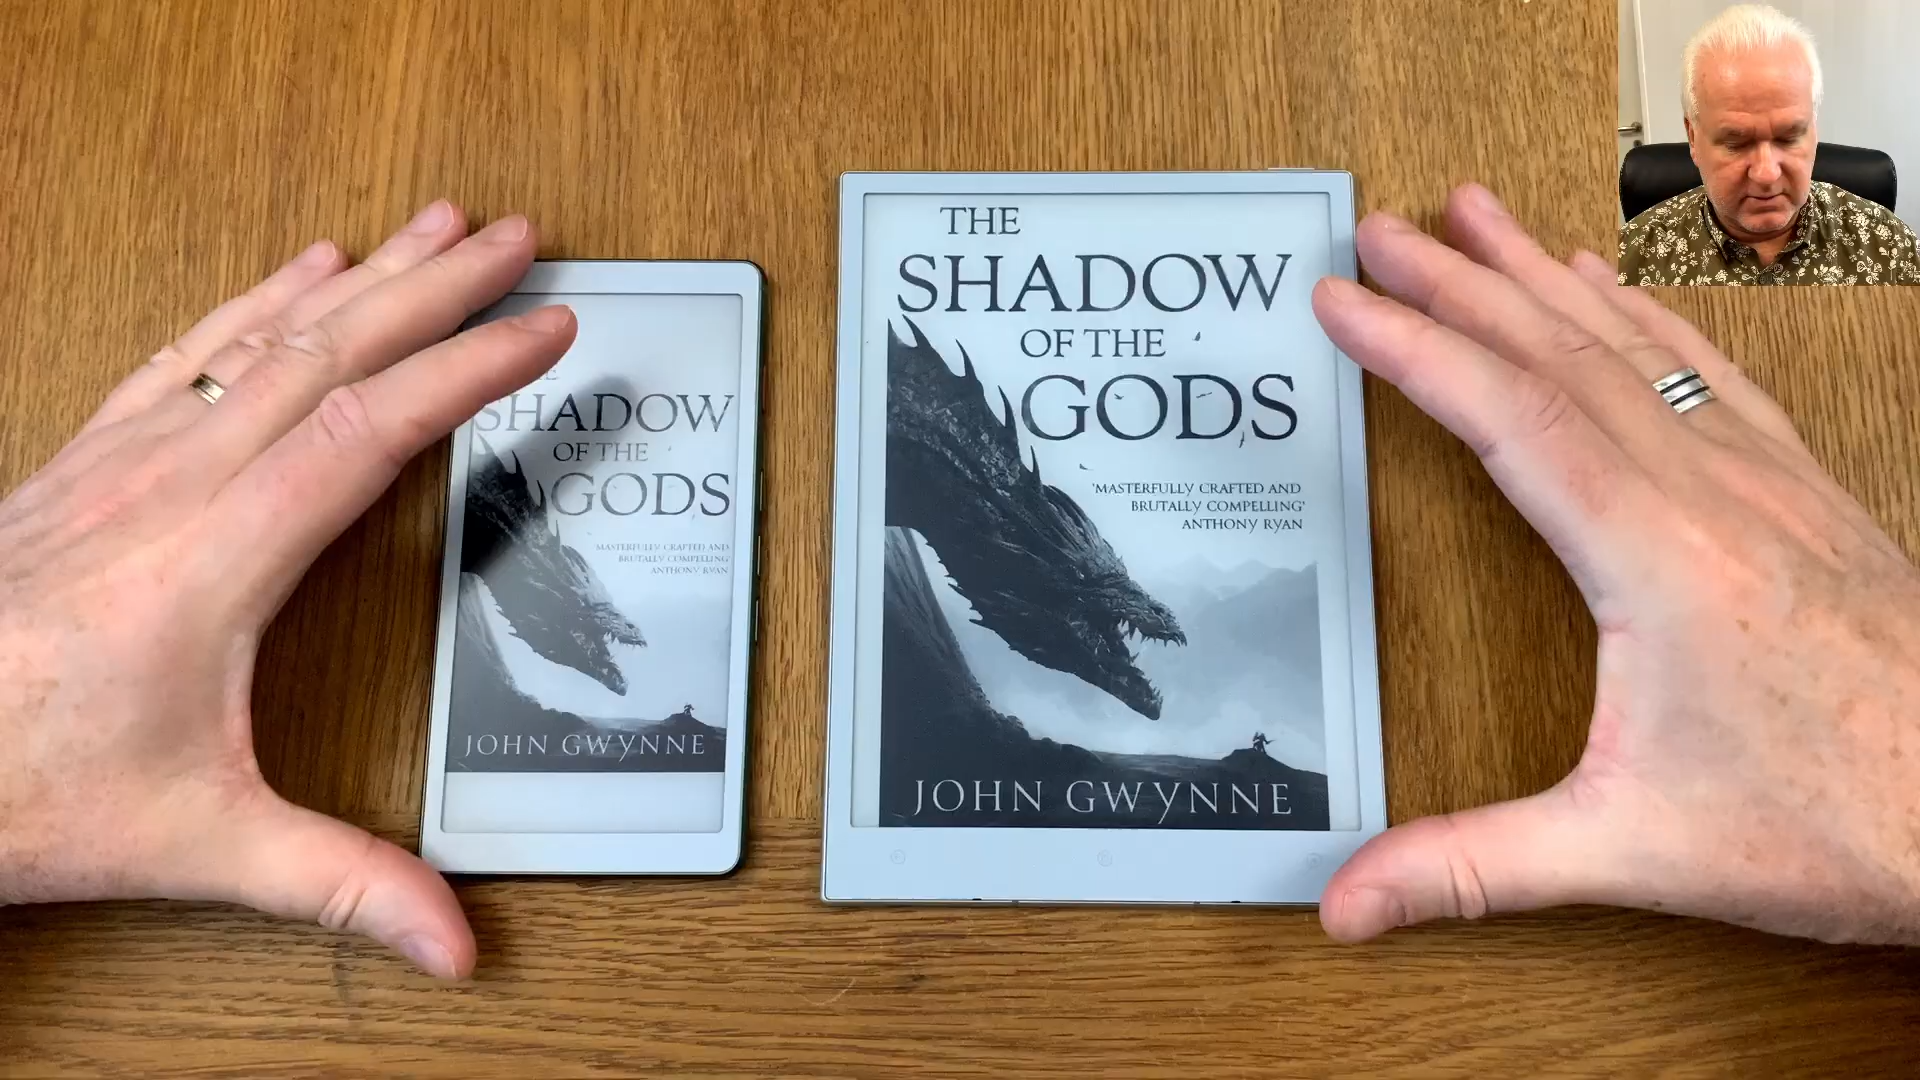 SHADOW
OF THE
GODS
MASTERFULLY CRAFTED AND
BRUTALLY COMPELLING
ANTHONY RYAN
JOHN GWYNNE
THE
SHADOW
OF THE
GODS
'MASTERFULLY CRAFTED AND
BRUTALLY COMPELLING'
ANTHONY RYAN
JOHN GWYNNE